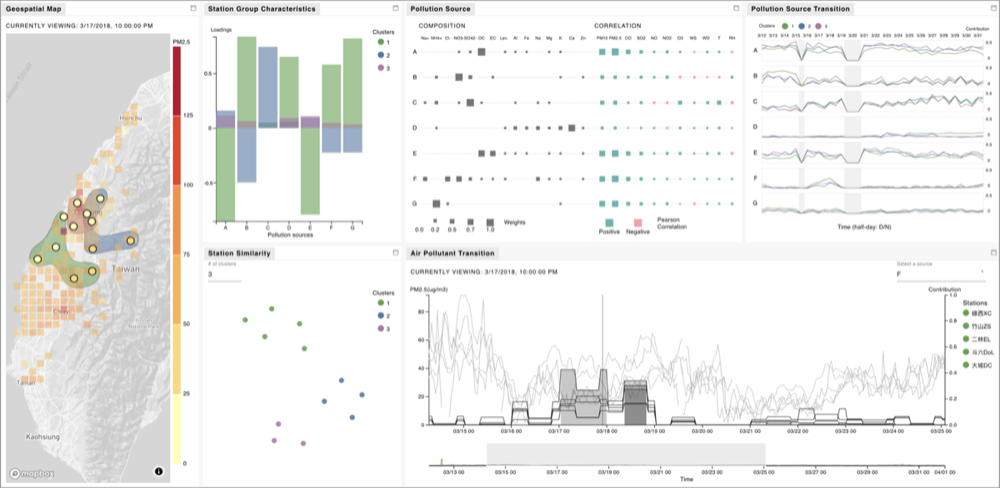 Geospatial Map
CURRENTLY VIEWING: 3/17/2018, 10:00:00 PM
PM2.5
125
100
75
50
25
0
Hsinchu
Taiwan
Kaohsiung
mapbox
Station Group Characteristics
Loadings
0.5
0
-0.5
A B C D E F G
Pollution sources
Clusters
1
2
3
Pollution Source
COMPOSITION
CORRELATION
Na+ NH4+ Cl- NO3- SO42- OC EC Al Fe Na Mg K Ca Zn
PM10 PM2.5 CO SO2 NO NO2 O3 WS WD T RH
A
B
C
D
E
F
G
0.0 0.2 0.5 0.7 1.0 Weights
Positive Negative
Pearson
Correlation
Pollution Source Transition
Clusters 1 2 3
Contribution
3/12 3/13 3/14 3/15 3/16 3/17 3/18 3/19 3/20 3/21 3/22 3/23 3/24 3/25 3/26 3/27 3/28 3/29 3/30 3/31
A
B
C
D
E
F
G
Time (half-day: D/N)
Station Similarity
# of clusters
3
Clusters
1
2
3
Air Pollutant Transition
CURRENTLY VIEWING: 3/17/2018, 10:00:00 PM
Select a source
F
PM2.5(ug/m3)
Contribution
80
60
40
20
0
1.0
0.8
0.6
0.4
0.2
0.0
Stations
線西XC
竹山ZS
二林EL
斗六DoL
大城DC
03/15 00 03/16 00 03/17 00 03/18 00 03/19 00 03/20 00 03/21 00 03/22 00 03/23 00 03/24 00 03/25 00
03/13 00 03/15 00 03/17 00 03/19 00 03/21 00 03/23 00 03/25 00 03/27 00 03/29 00 03/31 00 04/01 00
Time